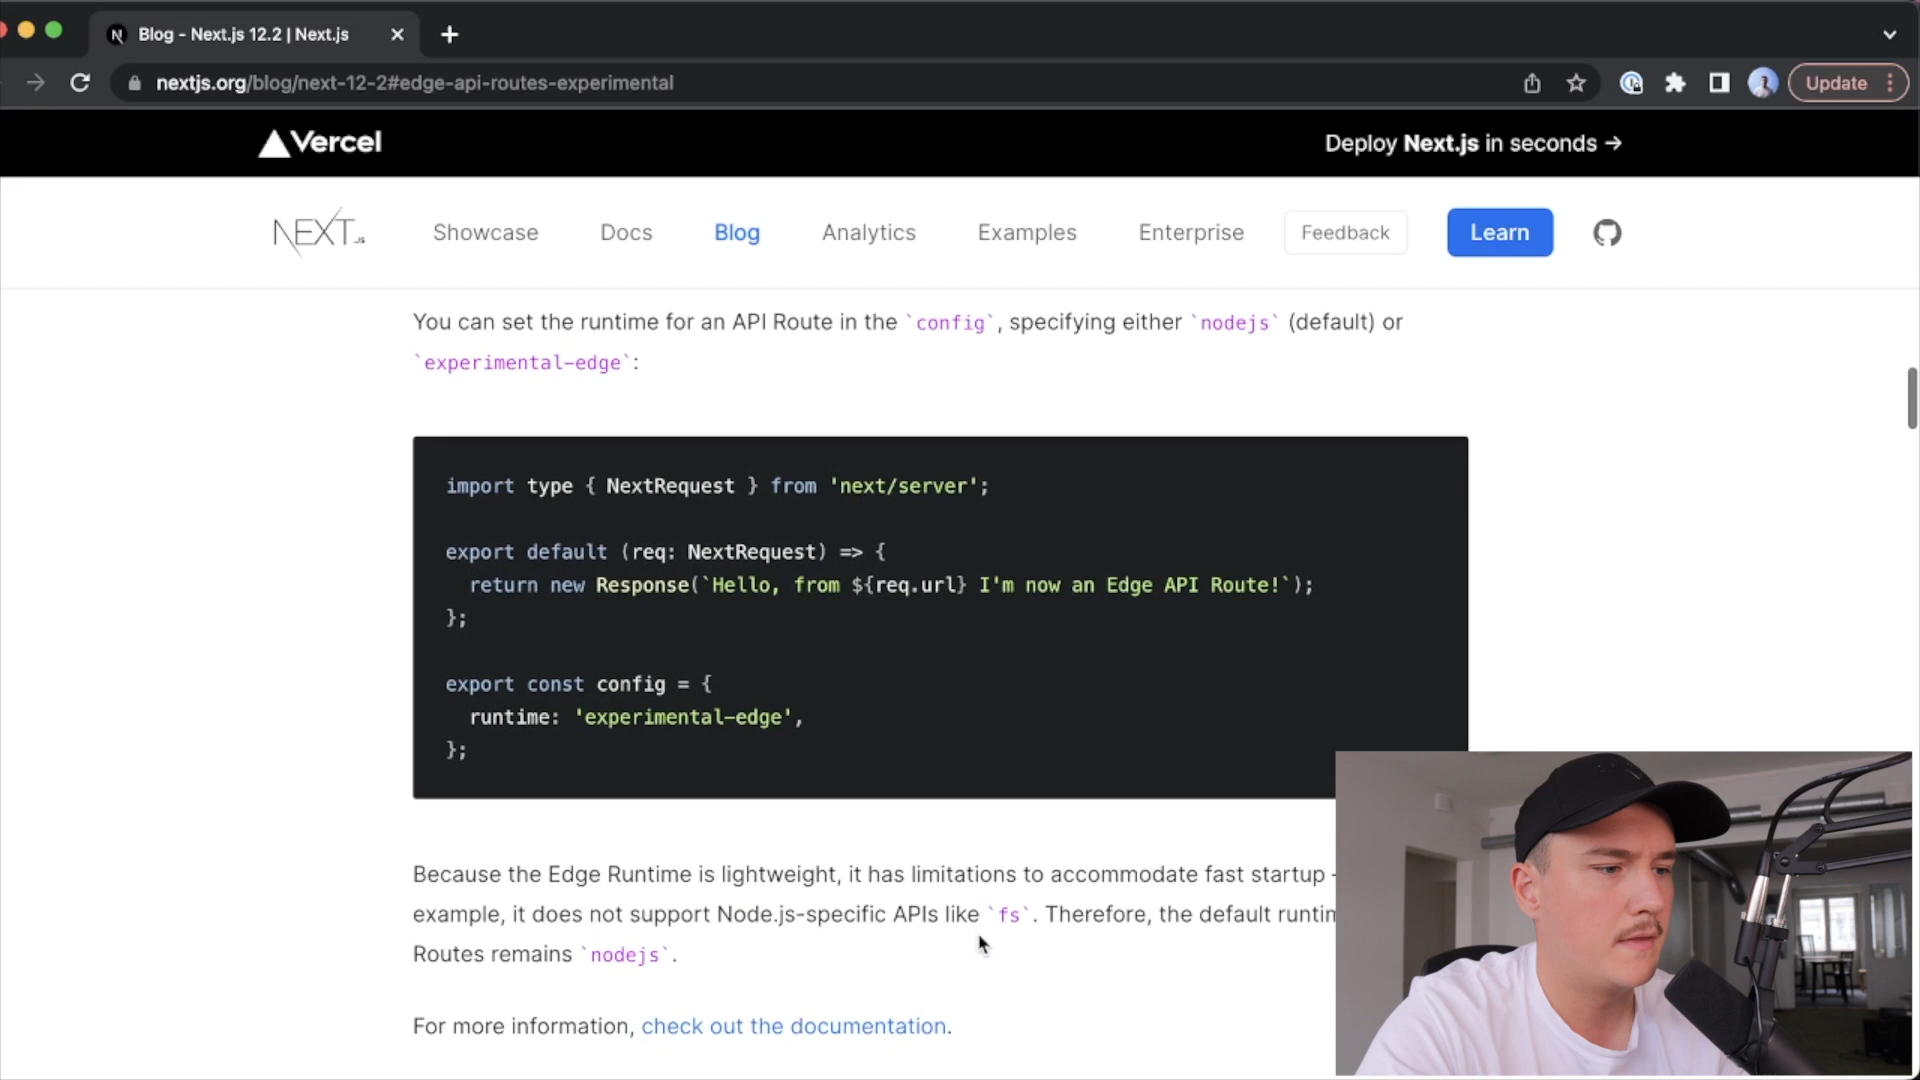 Blog - Next.js 12.2 | Next.js
nextjs.org/blog/next-12-2#edge-api-routes-experimental
Update
Vercel
Deploy Next.js in seconds →
NEXT.JS
Showcase
Docs
Blog
Analytics
Examples
Enterprise
Feedback
Learn
You can set the runtime for an API Route in the `config`, specifying either `nodejs` (default) or
`experimental-edge`:
import type { NextRequest } from 'next/server';
export default (req: NextRequest) => {
return new Response(`Hello, from ${req.url} I'm now an Edge API Route!`);
};
export const config = {
runtime: 'experimental-edge',
};
Because the Edge Runtime is lightweight, it has limitations to accommodate fast startup -
example, it does not support Node.js-specific APIs like `fs`. Therefore, the default
Routes remains `nodejs`.
For more information, check out the documentation.